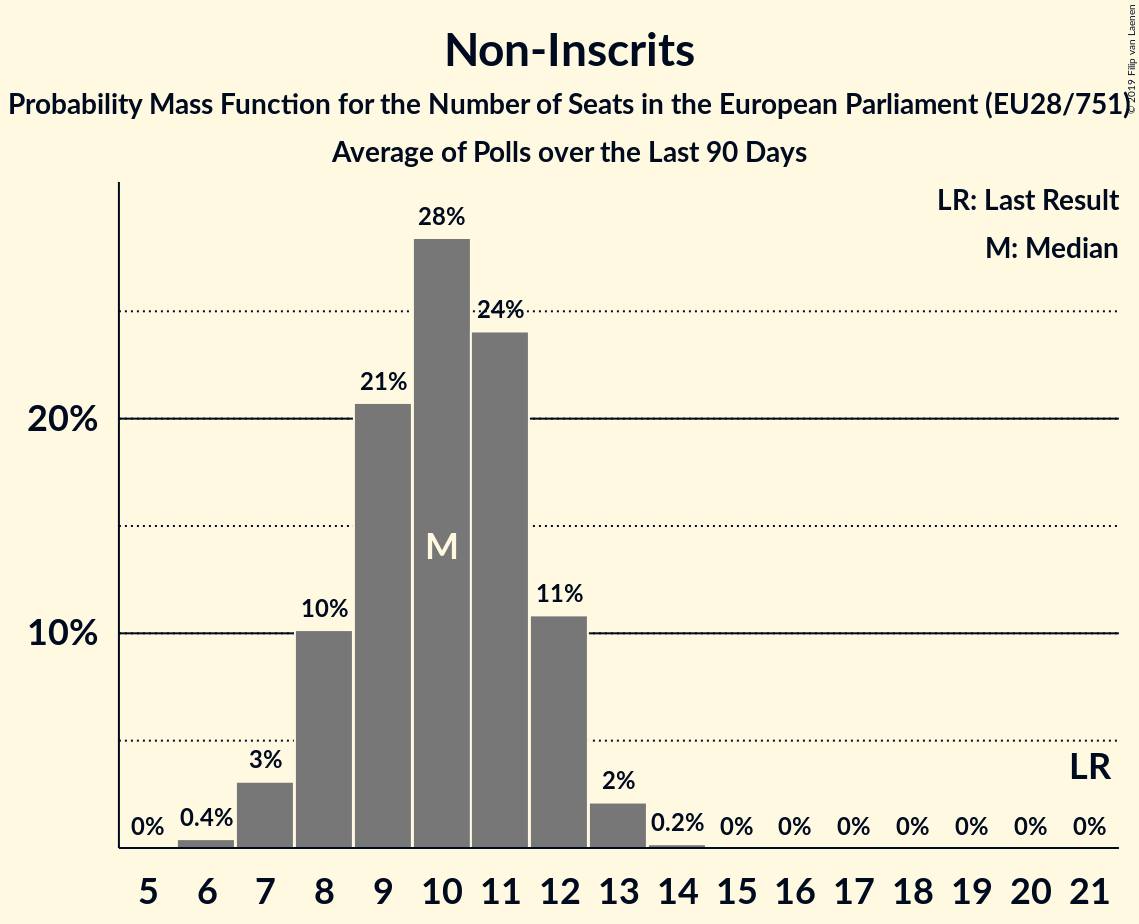 Non-Inscrits
Probability Mass Function for the Number of Seats in the European Parliament (EU28/751)
Average of Polls over the Last 90 Days
© 2019 Filip van Laenen
LR: Last Result
M: Median
28%
24%
21%
20%
M
11%
10%
10%
3%
2%
LR
0%
0.4%
0.2%
0%
0%
0%
0%
0%
0%
0%
5 6 7 8 9 10 11 12 13 14 15 16 17 18 19 20 21